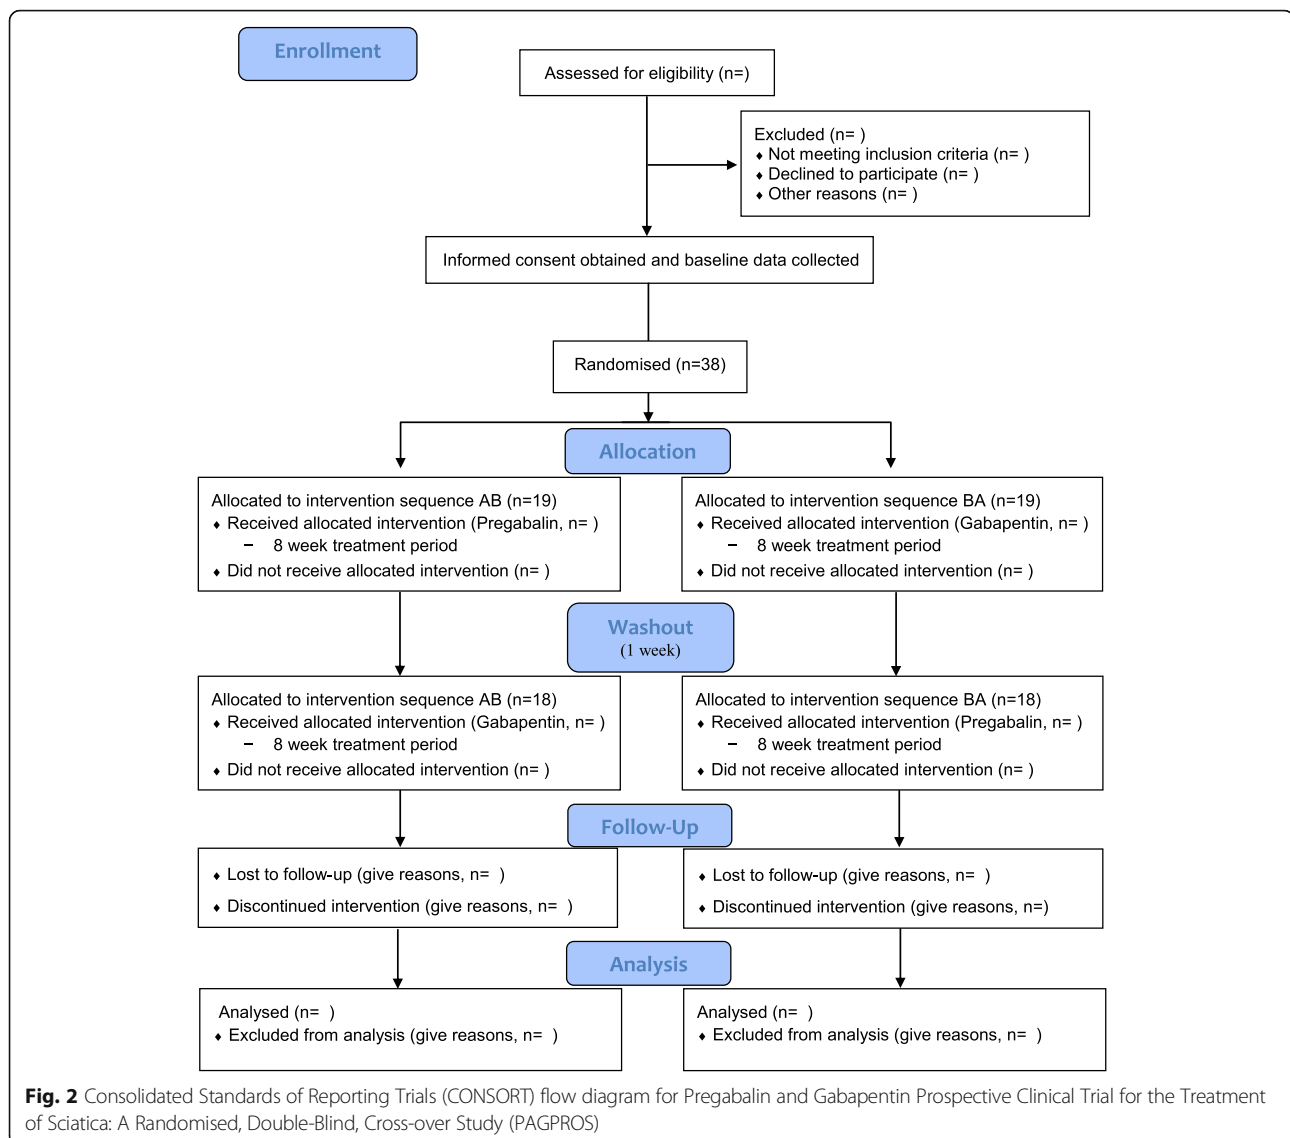 Enrollment
Assessed for eligibility (n=)
Excluded (n= )
♦ Not meeting inclusion criteria (n= )
♦ Declined to participate (n= )
♦ Other reasons (n= )
Informed consent obtained and baseline data collected
Randomised (n=38)
Allocation
Allocated to intervention sequence AB (n=19)
♦ Received allocated intervention (Pregabalin, n= )
– 8 week treatment period
♦ Did not receive allocated intervention (n= )
Allocated to intervention sequence BA (n=19)
♦ Received allocated intervention (Gabapentin, n= )
– 8 week treatment period
♦ Did not receive allocated intervention (n= )
Washout
(1 week)
Allocated to intervention sequence AB (n=18)
♦ Received allocated intervention (Gabapentin, n= )
– 8 week treatment period
♦ Did not receive allocated intervention (n= )
Allocated to intervention sequence BA (n=18)
♦ Received allocated intervention (Pregabalin, n= )
– 8 week treatment period
♦ Did not receive allocated intervention (n= )
Follow-Up
♦ Lost to follow-up (give reasons, n= )
♦ Discontinued intervention (give reasons, n= )
♦ Lost to follow-up (give reasons, n= )
♦ Discontinued intervention (give reasons, n=)
Analysis
Analysed (n= )
♦ Excluded from analysis (give reasons, n= )
Analysed (n= )
♦ Excluded from analysis (give reasons, n= )
Fig. 2 Consolidated Standards of Reporting Trials (CONSORT) flow diagram for Pregabalin and Gabapentin Prospective Clinical Trial for the Treatment
of Sciatica: A Randomised, Double-Blind, Cross-over Study (PAGPROS)